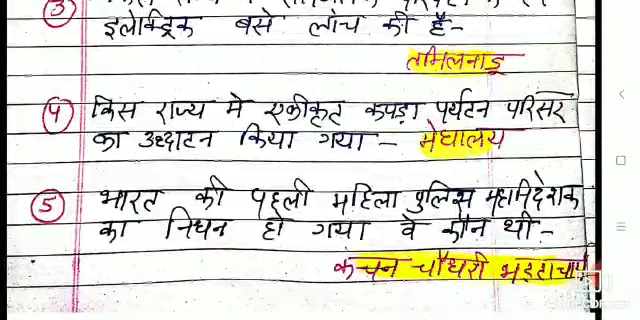 ③
इलेक्ट्रिक बसे लांच की है-
तमिलनाडू
④ किस राज्य मे एकीकृत कपड़ा पर्यटन परिसर
का उद्घाटन किया गया- मेघालय
⑤ भारत की पहली महिला पुलिस महानिदेशक
का निधन हो गया वे कौन थी-
कंचन चौधरी भट्टाचार्य